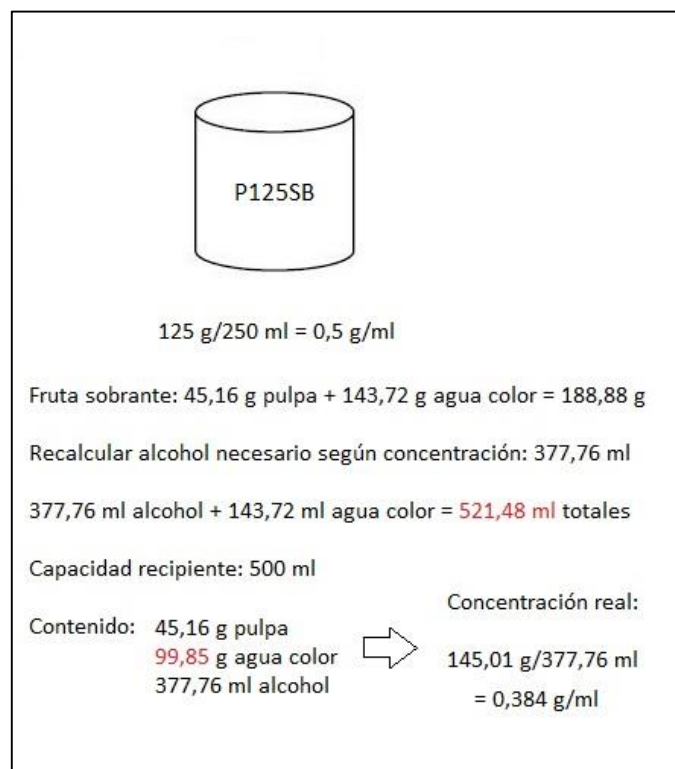 P125SB
125 g/250 ml = 0,5 g/ml
Fruta sobrante: 45,16 g pulpa + 143,72 g agua color = 188,88 g
Recalcular alcohol necesario según concentración: 377,76 ml
377,76 ml alcohol + 143,72 ml agua color = 521,48 ml totales
Capacidad recipiente: 500 ml
Contenido: 45,16 g pulpa
99,85 g agua color
377,76 ml alcohol
Concentración real:
145,01 g/377,76 ml
= 0,384 g/ml